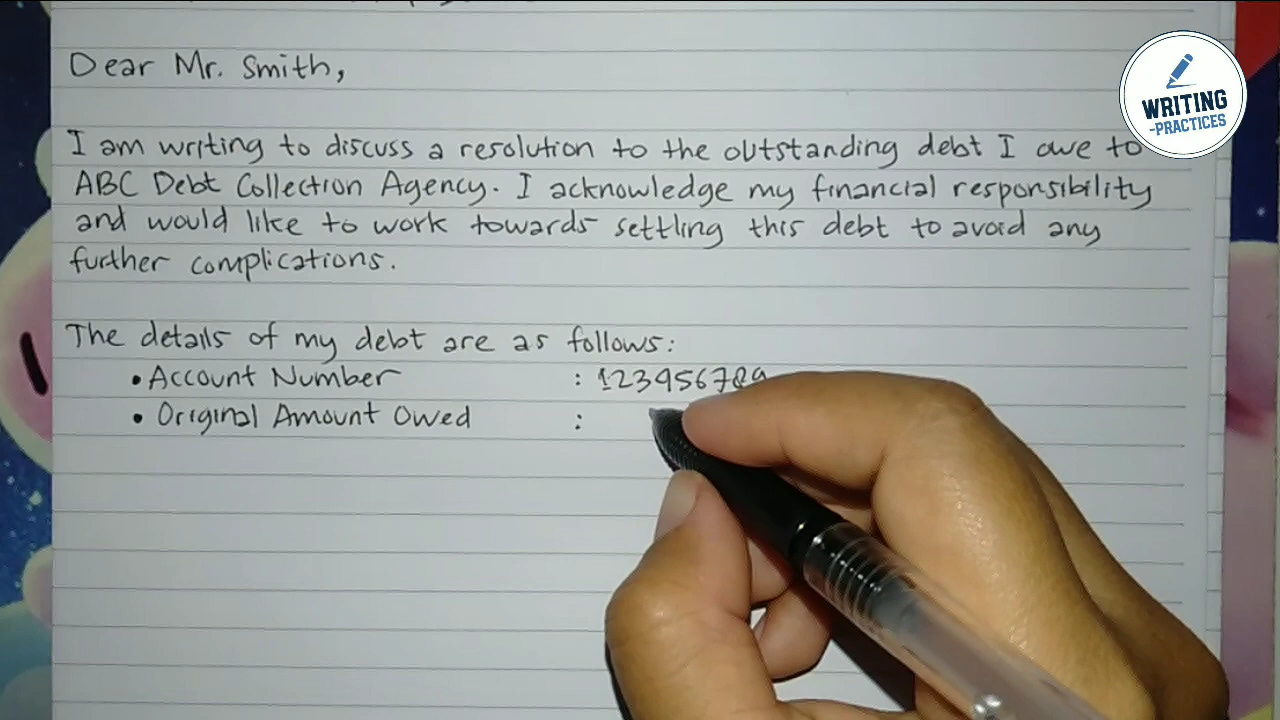 Dear Mr. Smith,
I am writing to discuss a resolution to the outstanding debt I owe to
ABC Debt Collection Agency. I acknowledge my financial responsibility
and would like to work towards settling this debt to avoid any
further complications.
The details of my debt are as follows:
• Account Number : 123456789
• Original Amount Owed :
WRITING
-PRACTICES